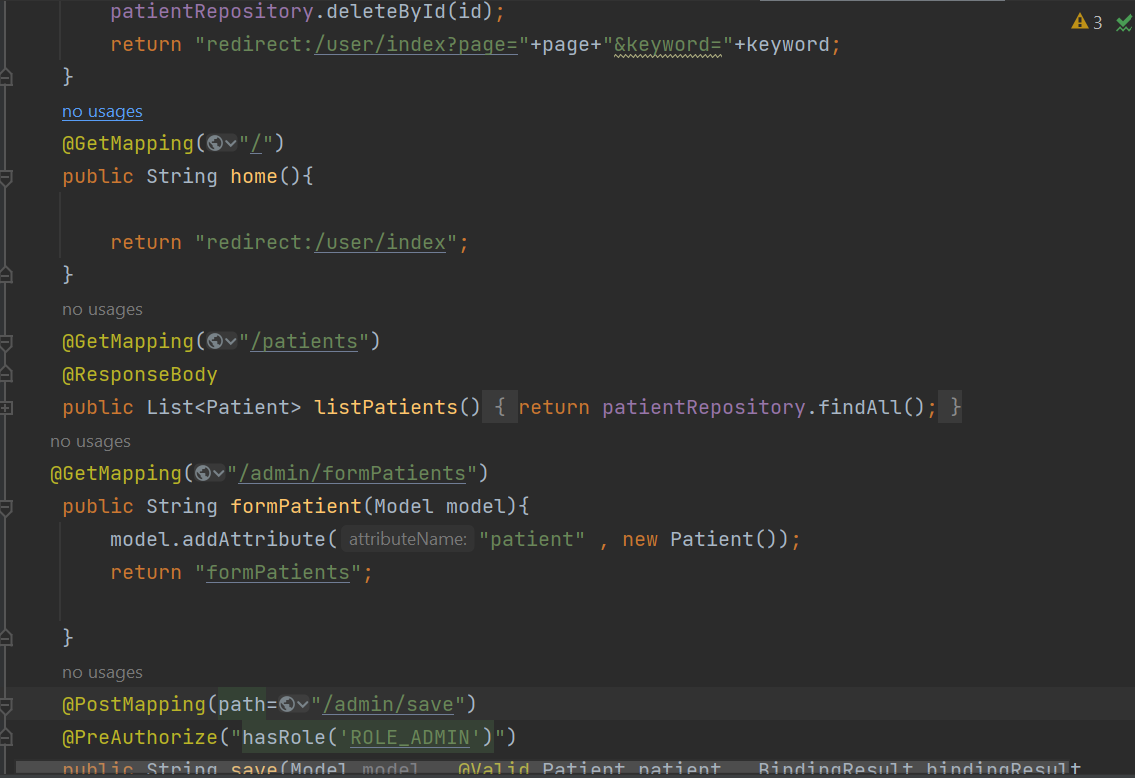 patientRepository.deleteById(id);
3
return "redirect:/user/index?page="+page+"&keyword="+keyword;
}
no usages
@GetMapping("/")
public String home(){
return "redirect:/user/index";
}
no usages
@GetMapping("/patients")
@ResponseBody
public List<Patient> listPatients() { return patientRepository.findAll(); }
no usages
@GetMapping("/admin/formPatients")
public String formPatient(Model model){
model.addAttribute( attributeName: "patient" , new Patient());
return "formPatients";
}
no usages
@PostMapping(path="/admin/save")
@PreAuthorize("hasRole('ROLE_ADMIN')")
public String save(Model model , @Valid Patient patient , BindingResult bindingResult